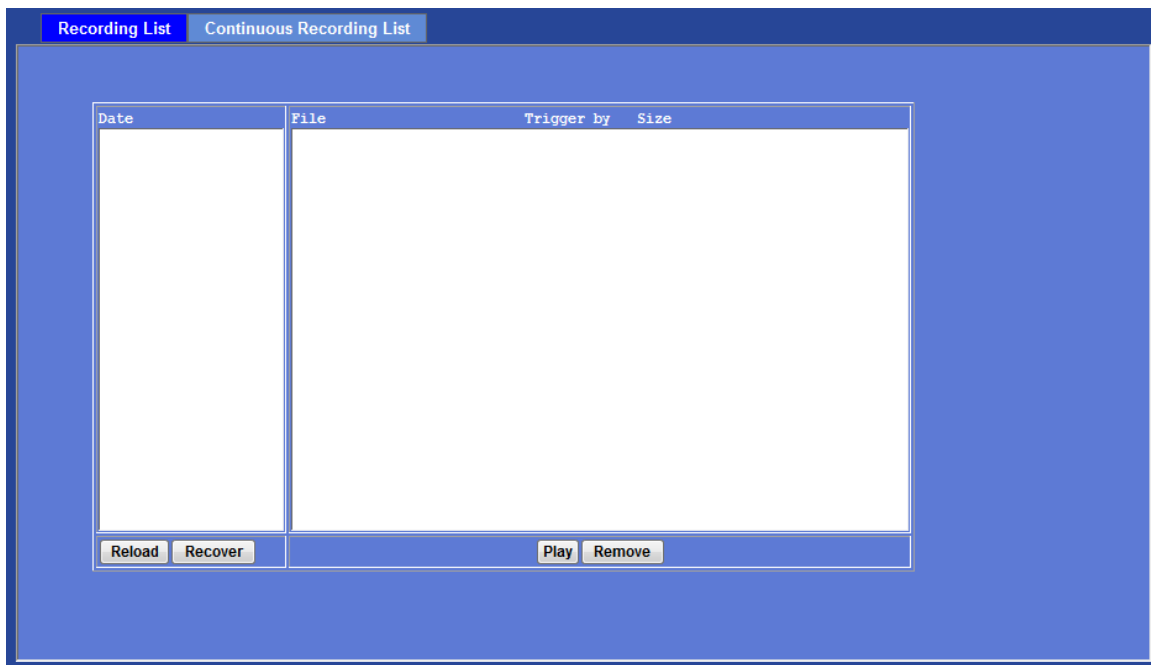 Recording List Continuous Recording List
Date File Trigger by Size
Reload Recover Play Remove